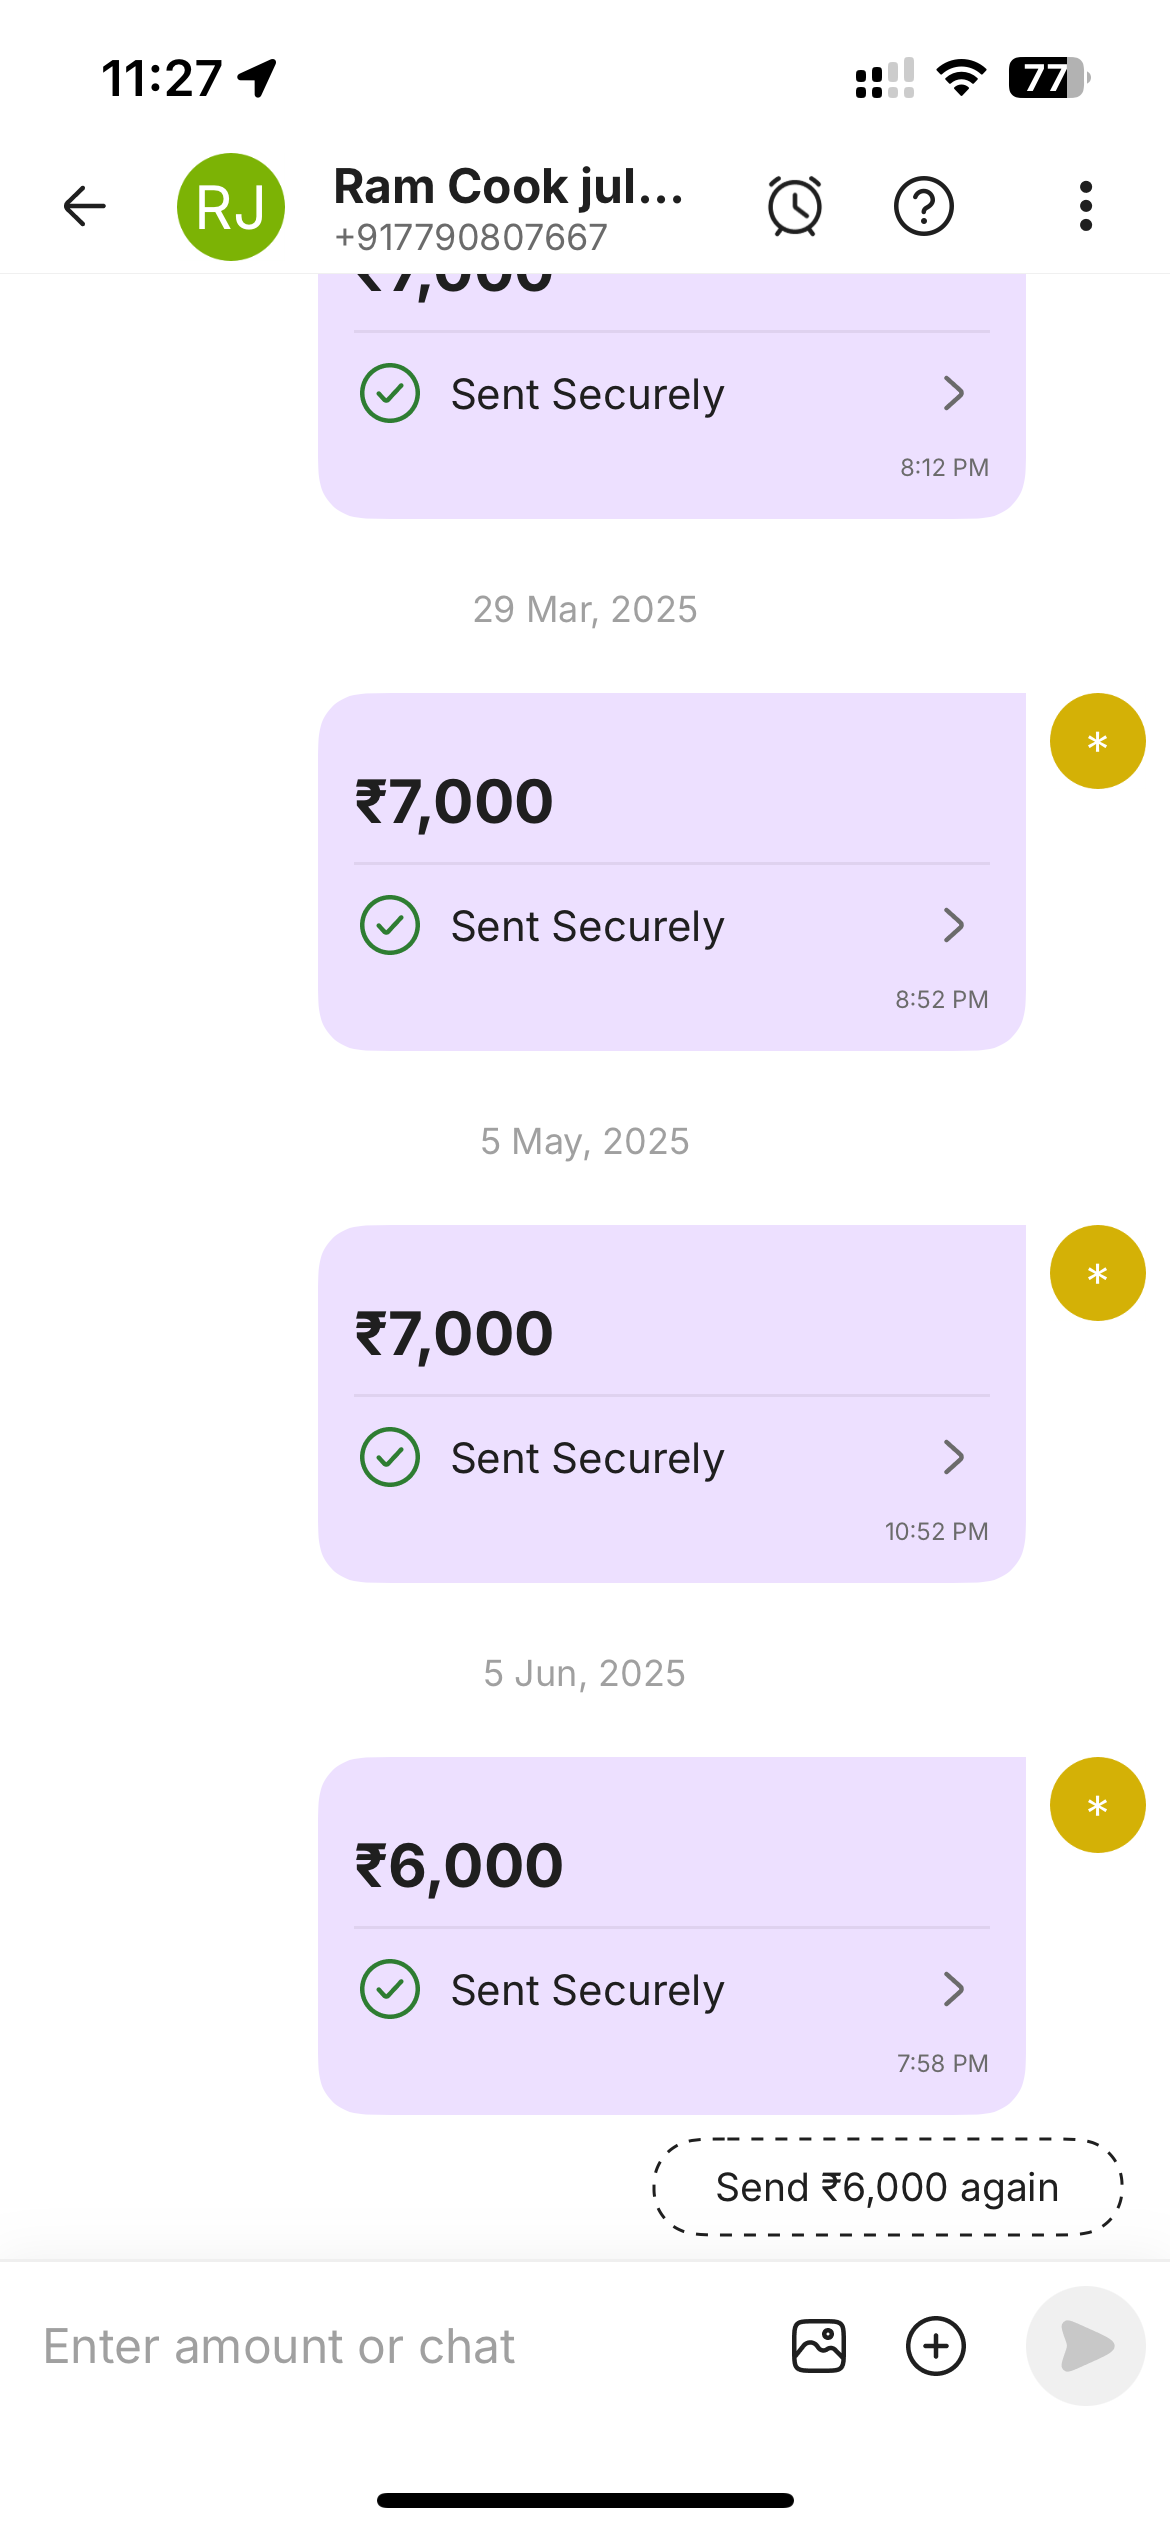 11:27
77
RJ
Ram Cook jul...
+917790807667
₹7,000
Sent Securely
8:12 PM
29 Mar, 2025
*
₹7,000
Sent Securely
8:52 PM
5 May, 2025
*
₹7,000
Sent Securely
10:52 PM
5 Jun, 2025
*
₹6,000
Sent Securely
7:58 PM
Send ₹6,000 again
Enter amount or chat